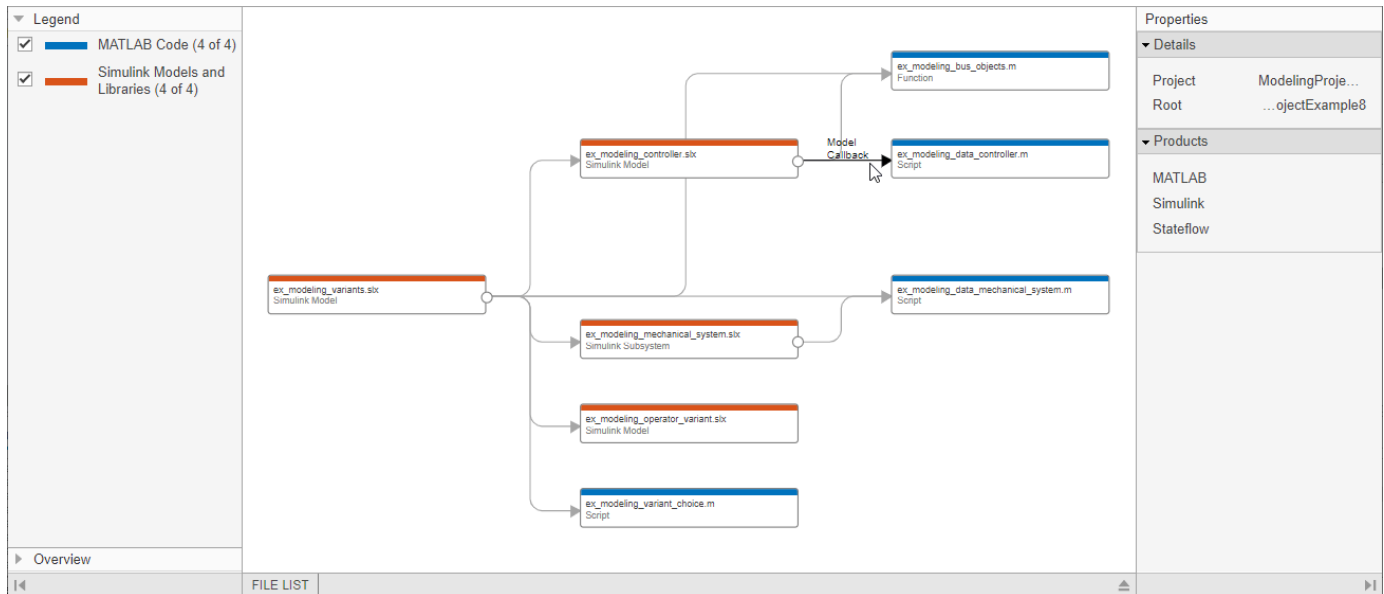 Legend
MATLAB Code (4 of 4)
Simulink Models and
Libraries (4 of 4)
Overview
ex_modeling_bus_objects.m
Function
ex_modeling_controller.slx
Simulink Model
Model
Callback
ex_modeling_data_controller.m
Script
ex_modeling_variants.slx
Simulink Model
ex_modeling_data_mechanical_system.m
Script
ex_modeling_mechanical_system.slx
Simulink Subsystem
ex_modeling_operator_variant.slx
Simulink Model
ex_modeling_variant_choice.m
Script
FILE LIST
Properties
Details
Project ModelingProje...
Root ...ojectExample8
Products
MATLAB
Simulink
Stateflow